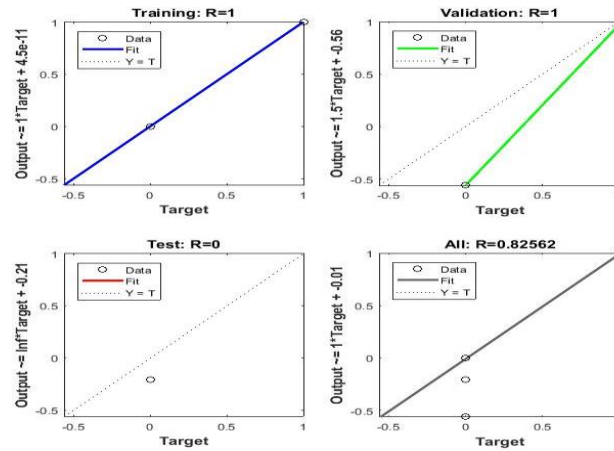 Training: R=1
Output ~= 1*Target + 4.5e-11
Data
Fit
Y = T
1
0.5
0
-0.5
-0.5
0
0.5
1
Target
Validation: R=1
Output ~= 1.5*Target + -0.56
Data
Fit
Y = T
1
0.5
0
-0.5
-0.5
0
0.5
Target
Test: R=0
Output ~= Inf*Target + -0.21
Data
Fit
Y = T
1
0.5
0
-0.5
-0.5
0
0.5
1
Target
All: R=0.82562
Output ~= 1*Target + -0.01
Data
Fit
Y = T
1
0.5
0
-0.5
-0.5
0
0.5
Target